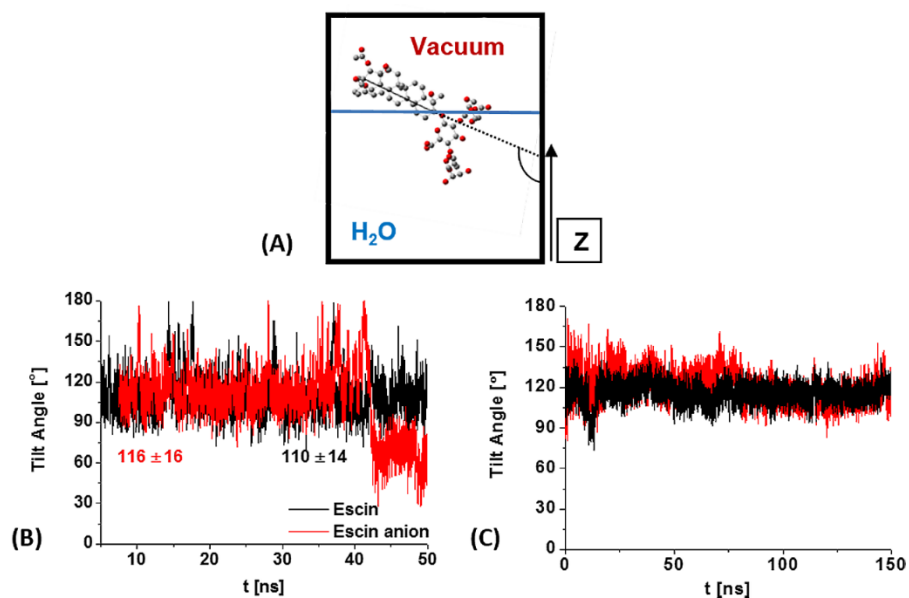 Vacuum
H₂O
Z
(A)
180
150
120
90
60
30
0
Tilt Angle [°]
116 ±16
110 ±14
Escin
Escin anion
10
20
30
40
50
t [ns]
(B)
180
150
120
90
60
30
0
Tilt Angle [º]
0
50
100
150
t [ns]
(C)